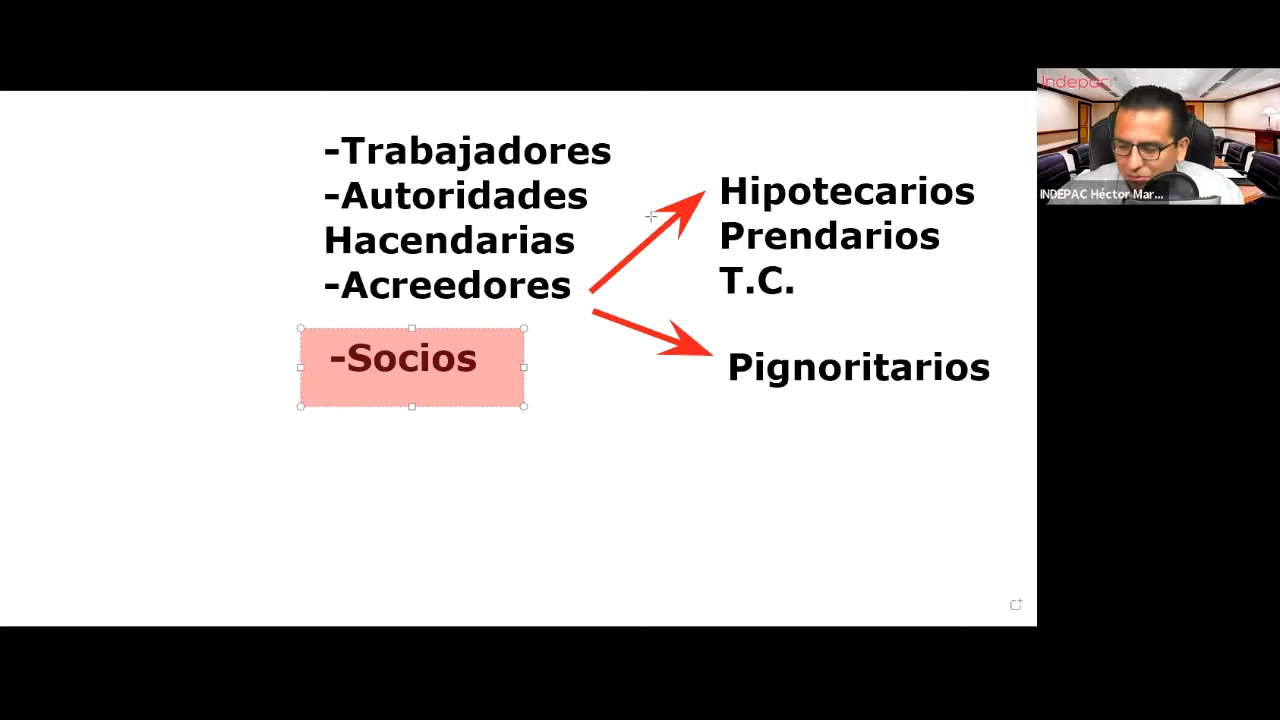 -Trabajadores
-Autoridades
Hacendarias
-Acreedores
-Socios
Hipotecarios
Prendarios
T.C.
Pignoritarios
Indepac
INDEPAC Héctor Mar...